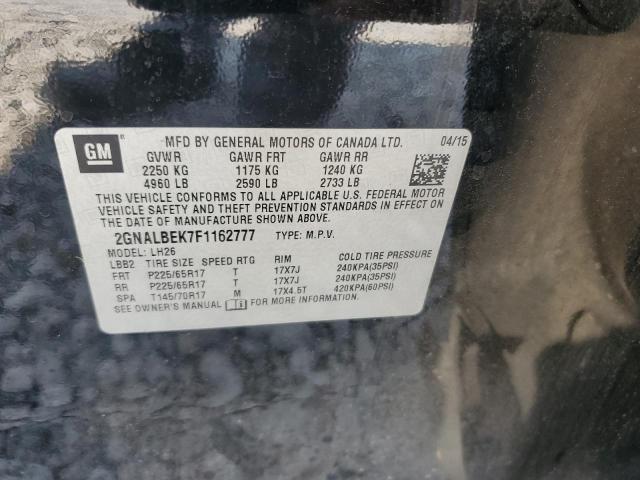 GM ® MFD BY GENERAL MOTORS OF CANADA LTD. 04/15
GVWR GAWR FRT GAWR RR
2250 KG 1175 KG 1240 KG
4960 LB 2590 LB 2733 LB
THIS VEHICLE CONFORMS TO ALL APPLICABLE U.S. FEDERAL MOTOR
VEHICLE SAFETY AND THEFT PREVENTION STANDARDS IN EFFECT ON THE
DATE OF MANUFACTURE SHOWN ABOVE.
2GNALBEK7F1162777 TYPE: M.P.V.
MODEL: LH26
LBB2 TIRE SIZE SPEED RTG RIM COLD TIRE PRESSURE
FRT P225/65R17 T 17X7J 240KPA(35PSI)
RR P225/65R17 T 17X7J 240KPA(35PSI)
SPA T145/70R17 M 17X4.5T 420KPA(60PSI)
SEE OWNER'S MANUAL i FOR MORE INFORMATION.